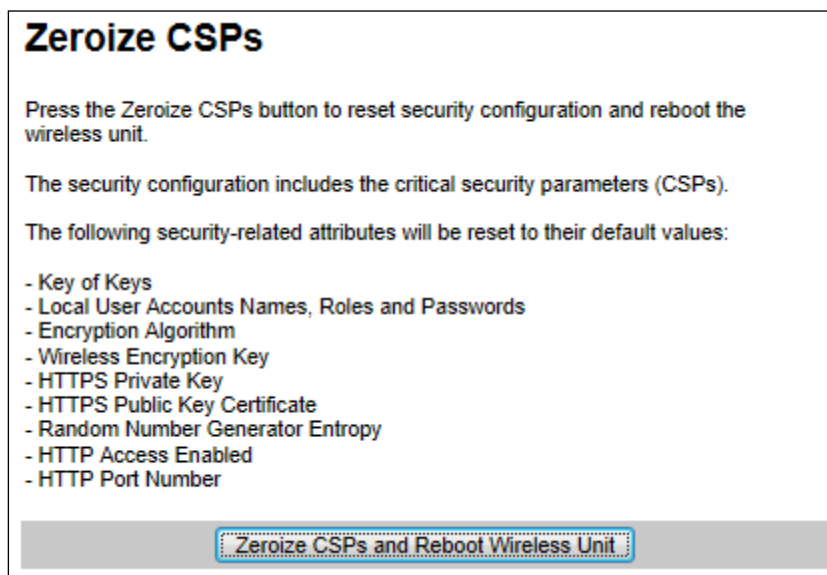 Zeroize CSPs
Press the Zeroize CSPs button to reset security configuration and reboot the
wireless unit.
The security configuration includes the critical security parameters (CSPs).
The following security-related attributes will be reset to their default values:
- Key of Keys
- Local User Accounts Names, Roles and Passwords
- Encryption Algorithm
- Wireless Encryption Key
- HTTPS Private Key
- HTTPS Public Key Certificate
- Random Number Generator Entropy
- HTTP Access Enabled
- HTTP Port Number
Zeroize CSPs and Reboot Wireless Unit